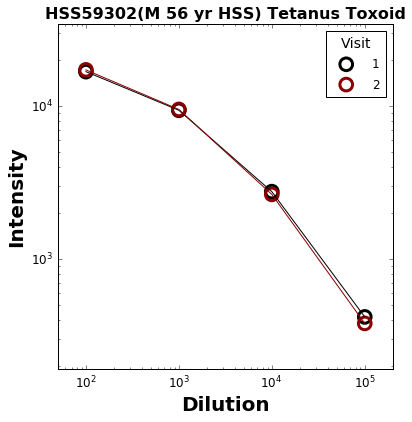 HSS59302(M 56 yr HSS) Tetanus Toxoid
Visit
1
2
10⁴
10³
Intensity
10² 10³ 10⁴ 10⁵
Dilution